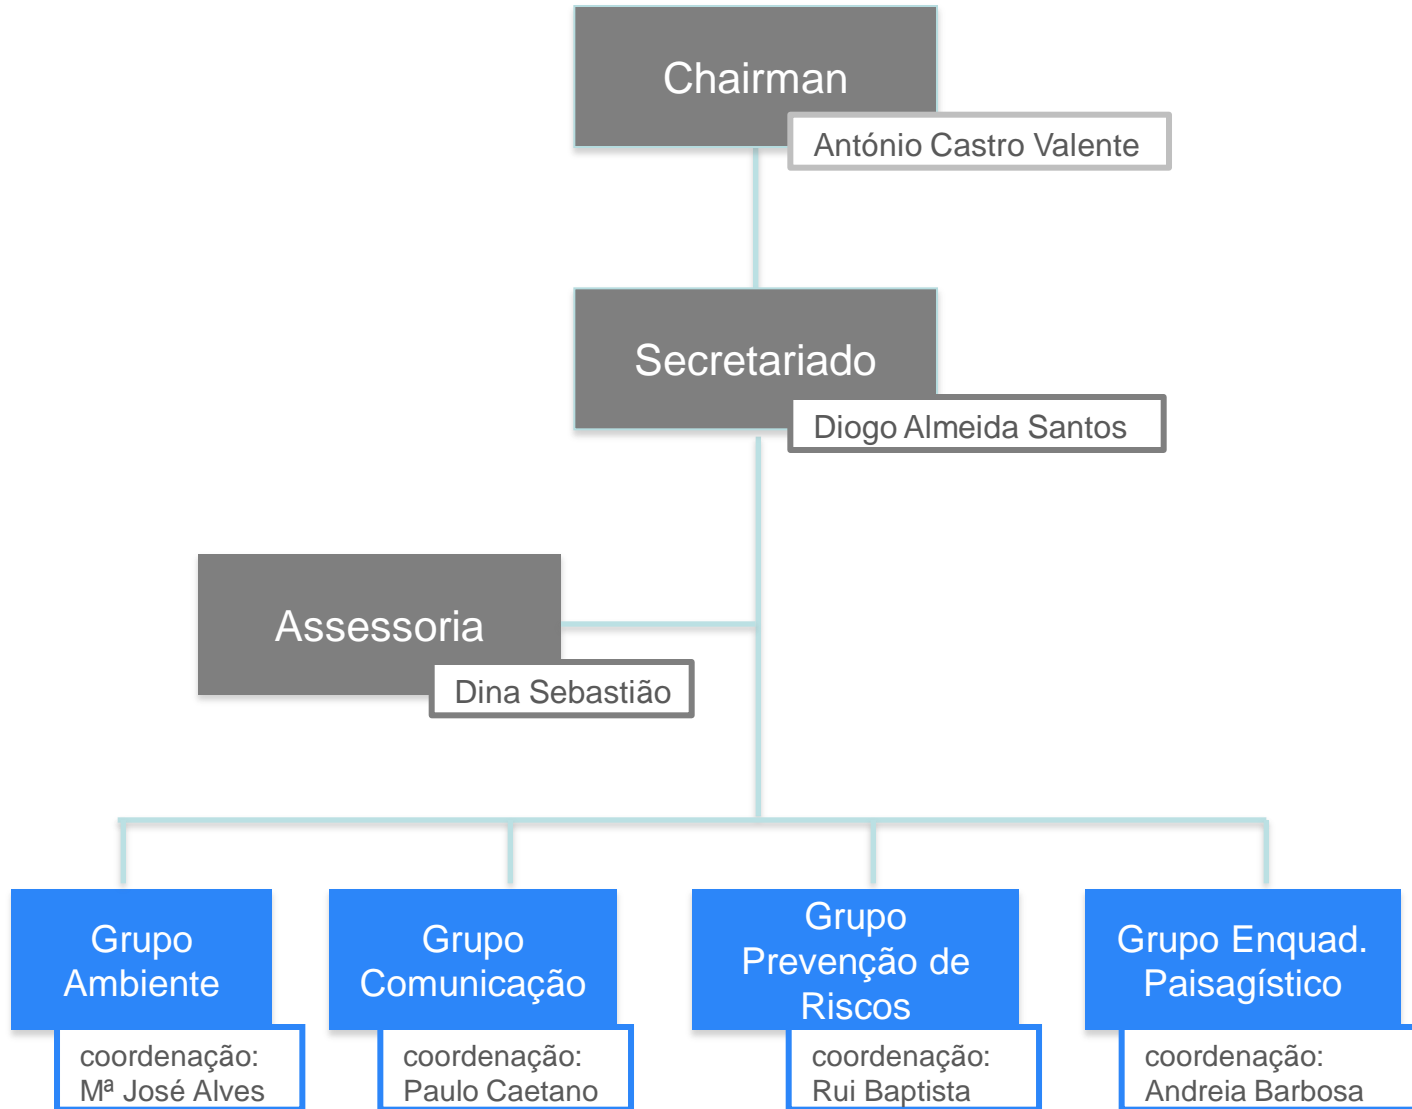 Chairman
António Castro Valente
Secretariado
Diogo Almeida Santos
Assessoria
Dina Sebastião
Grupo
Ambiente
coordenação:
Mª José Alves
Grupo
Comunicação
coordenação:
Paulo Caetano
Grupo
Prevenção de
Riscos
coordenação:
Rui Baptista
Grupo Enquad.
Paisagístico
coordenação:
Andreia Barbosa